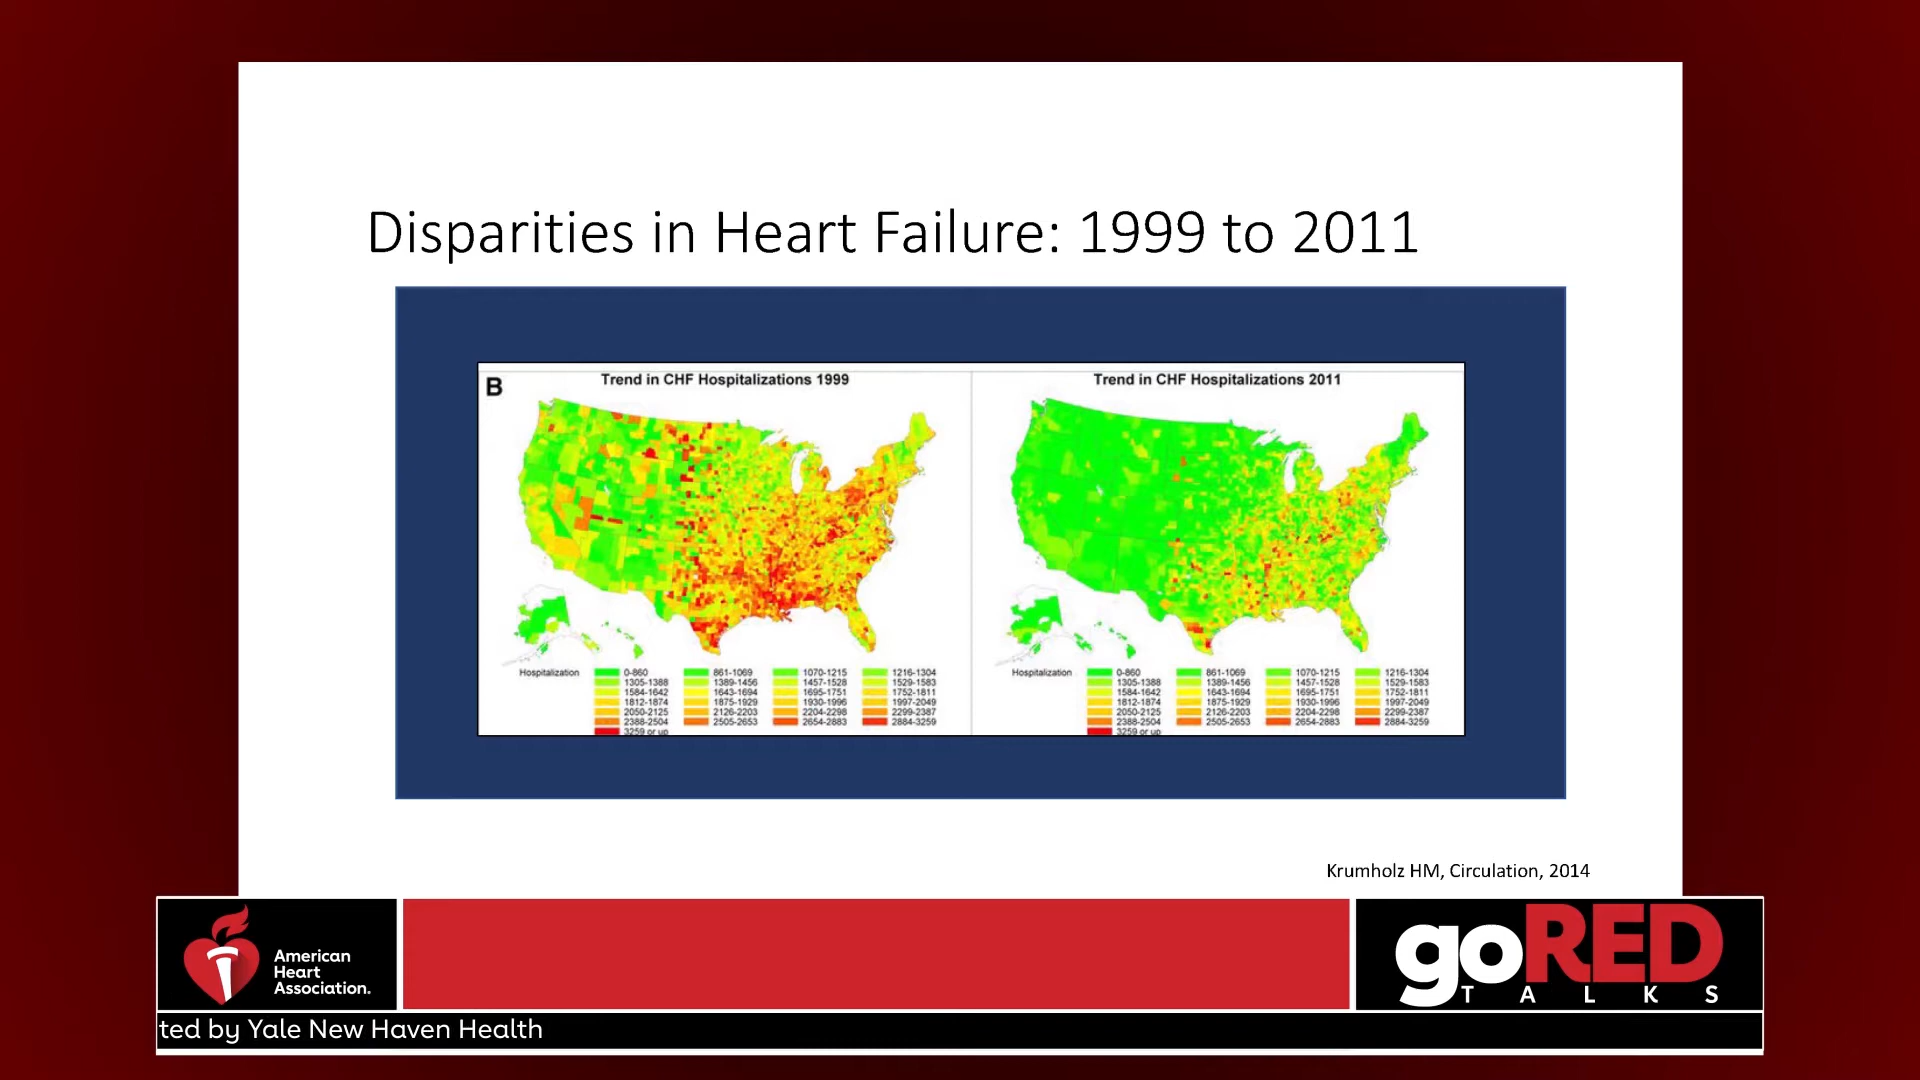 Disparities in Heart Failure: 1999 to 2011
B
Trend in CHF Hospitalizations 1999
Hospitalization
0-860 861-1069 1070-1215 1216-1304
1305-1388 1389-1456 1457-1528 1529-1583
1584-1642 1643-1694 1695-1751 1752-1811
1812-1874 1875-1929 1930-1996 1997-2049
2050-2125 2126-2203 2204-2298 2299-2387
2388-2504 2505-2653 2654-2883 2884-3259
3259 or up
Trend in CHF Hospitalizations 2011
Hospitalization
0-860 861-1069 1070-1215 1216-1304
1305-1388 1389-1456 1457-1528 1529-1583
1584-1642 1643-1694 1695-1751 1752-1811
1812-1874 1875-1929 1930-1996 1997-2049
2050-2125 2126-2203 2204-2298 2299-2387
2388-2504 2505-2653 2654-2883 2884-3259
3259 or up
Krumholz HM, Circulation, 2014
American
Heart
Association.
goRED
TALKS
ted by Yale New Haven Health